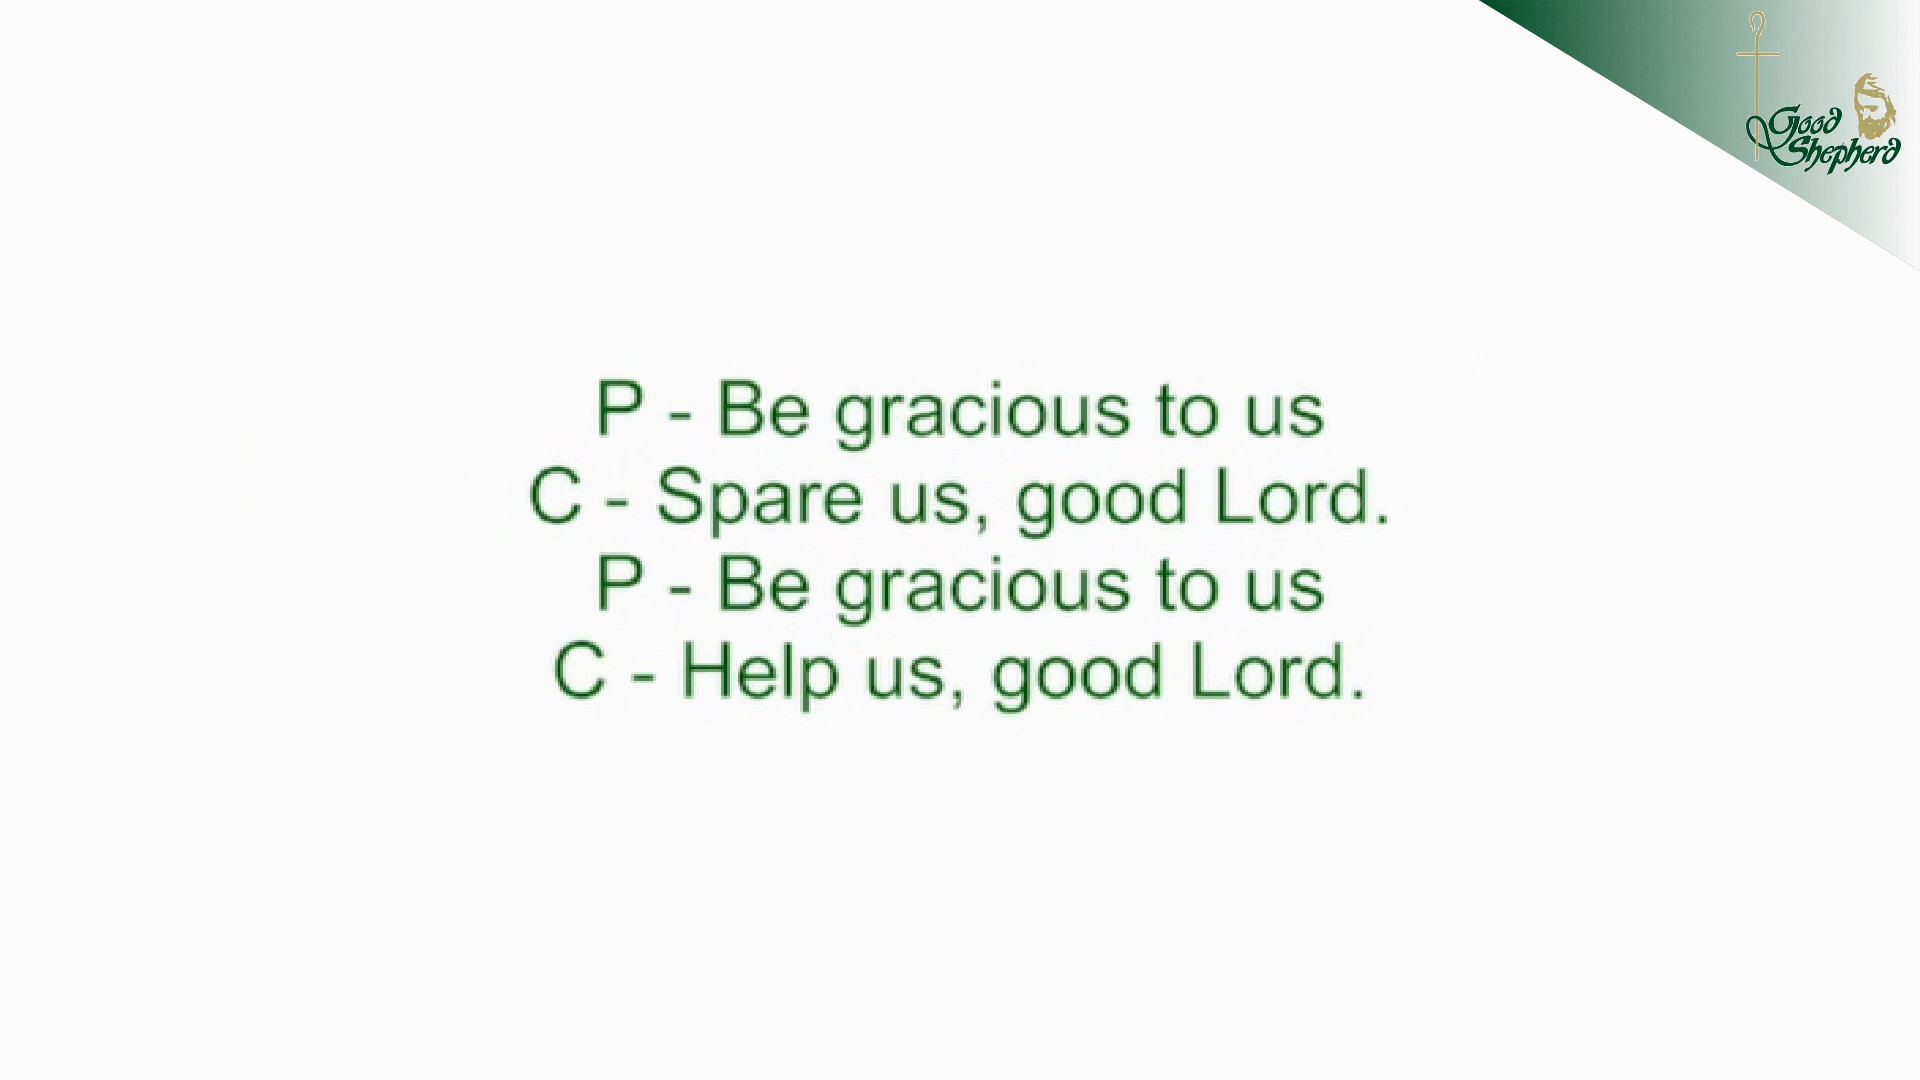 Good
Shepherd
P - Be gracious to us
C - Spare us, good Lord.
P - Be gracious to us
C - Help us, good Lord.